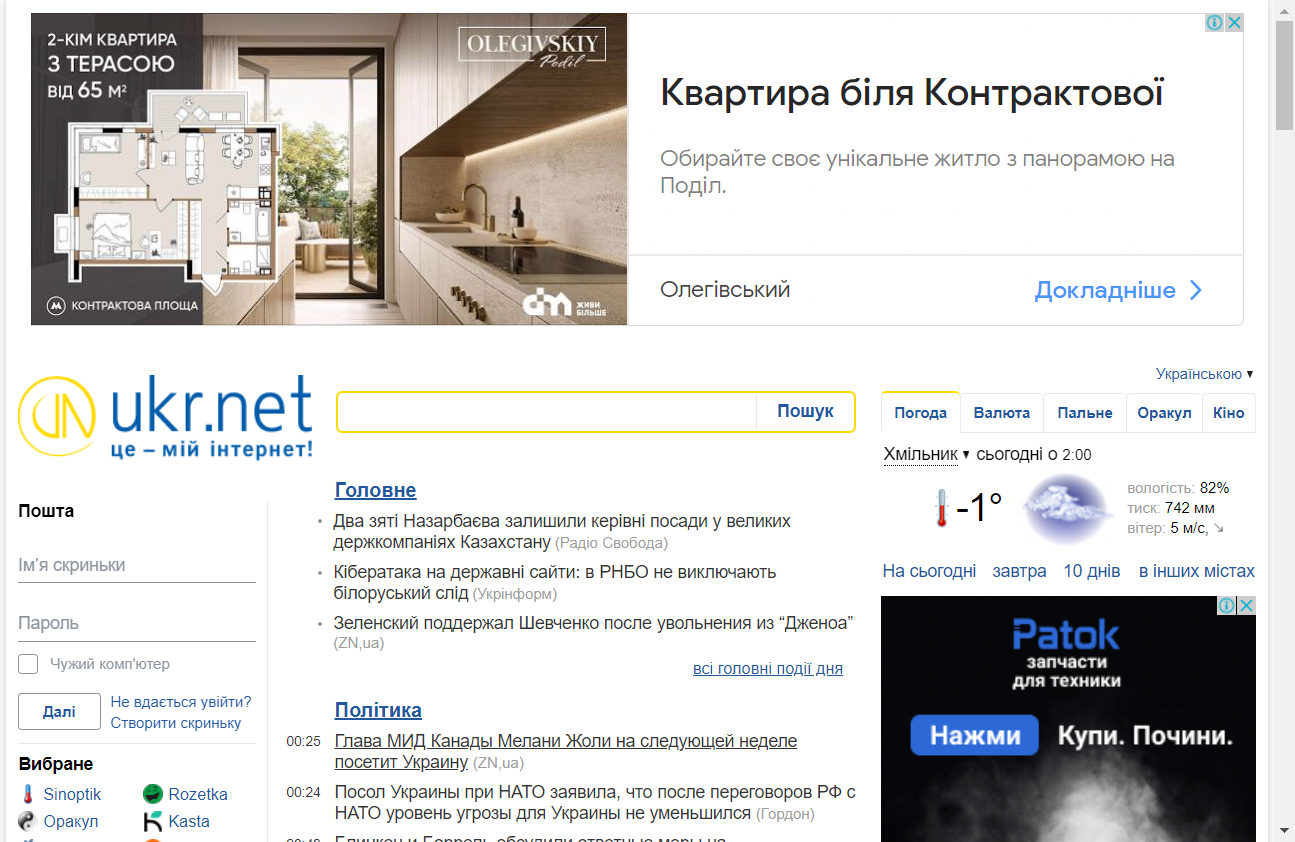 2-КІМ КВАРТИРА
З ТЕРАСОЮ
ВІД 65 М²
OLEGIVSKIY
Podil
КОНТРАКТОВА ПЛОЩА
dim ЖИВИ
БІЛЬШЕ
Квартира біля Контрактової
Обирайте своє унікальне житло з панорамою на
Поділ.
Олегівський
Докладніше
Українською
ukr.net
це – мій інтернет!
Пошук
Погода
Валюта
Пальне
Оракул
Кіно
Хмільник сьогодні о 2:00
-1°
вологість: 82%
тиск: 742 мм
вітер: 5 м/с,
На сьогодні завтра 10 днів в інших містах
Пошта
Ім'я скриньки
Пароль
Чужий комп'ютер
Далі
Не вдається увійти?
Створити скриньку
Вибране
Sinoptik
Rozetka
Оракул
Kasta
Головне
Два зяті Назарбаєва залишили керівні посади у великих
держкомпаніях Казахстану (Радіо Свобода)
Кібератака на державні сайти: в РНБО не виключають
білоруський слід (Укрінформ)
Зеленский поддержал Шевченко после увольнения из “Дженоа”
(ZN,ua)
всі головні події дня
Політика
00:25 Глава МИД Канады Мелани Жоли на следующей неделе
посетит Украину (ZN,ua)
00:24 Посол Украины при НАТО заявила, что после переговоров РФ с
НАТО уровень угрозы для Украины не уменьшился (Гордон)
Patok
запчасти
для техники
Нажми
Купи. Почини.